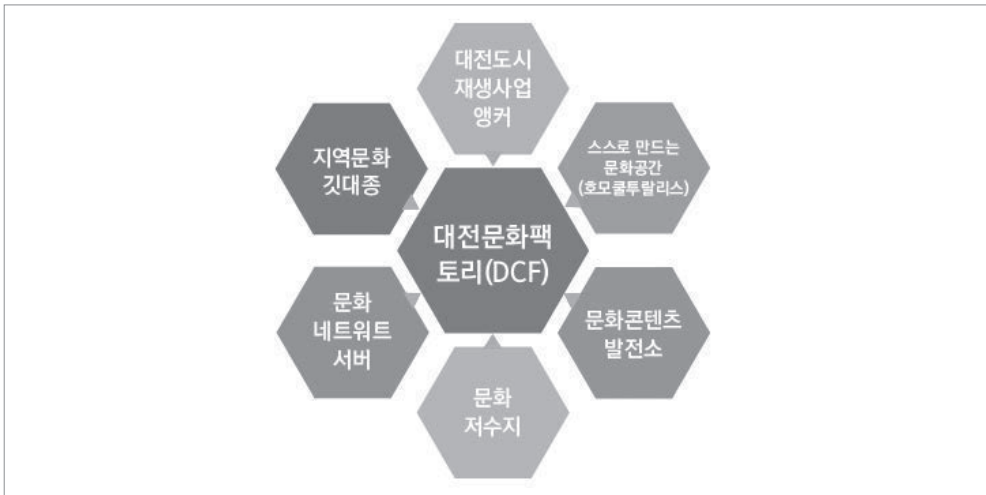 대전도시
재생사업
앵커
스스로 만드는
문화공간
(호모쿨투랄리스)
문화콘텐츠
발전소
문화
저수지
문화
네트워트
서버
지역문화
깃대종
대전문화팩
토리(DCF)